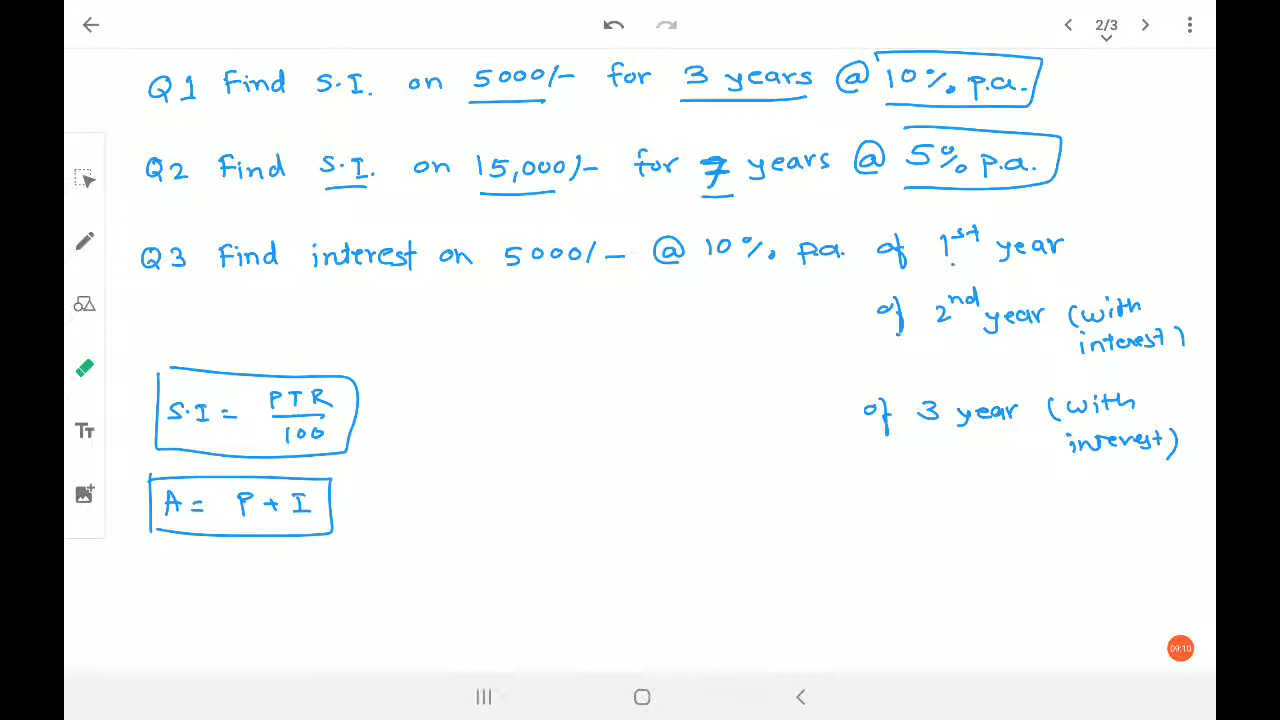 2/3
Q1 Find S.I. on 5000/- for 3 years @ 10% p.a.
Q2 Find S.I. on 15,000/- for 7 years @ 5% p.a.
Q3 Find interest on 5000/- @ 10% p.a. of 1st year
of 2nd year (with
interest)
S.I = PTR
100
of 3 year (with
interest)
A = P + I
TT
09:10